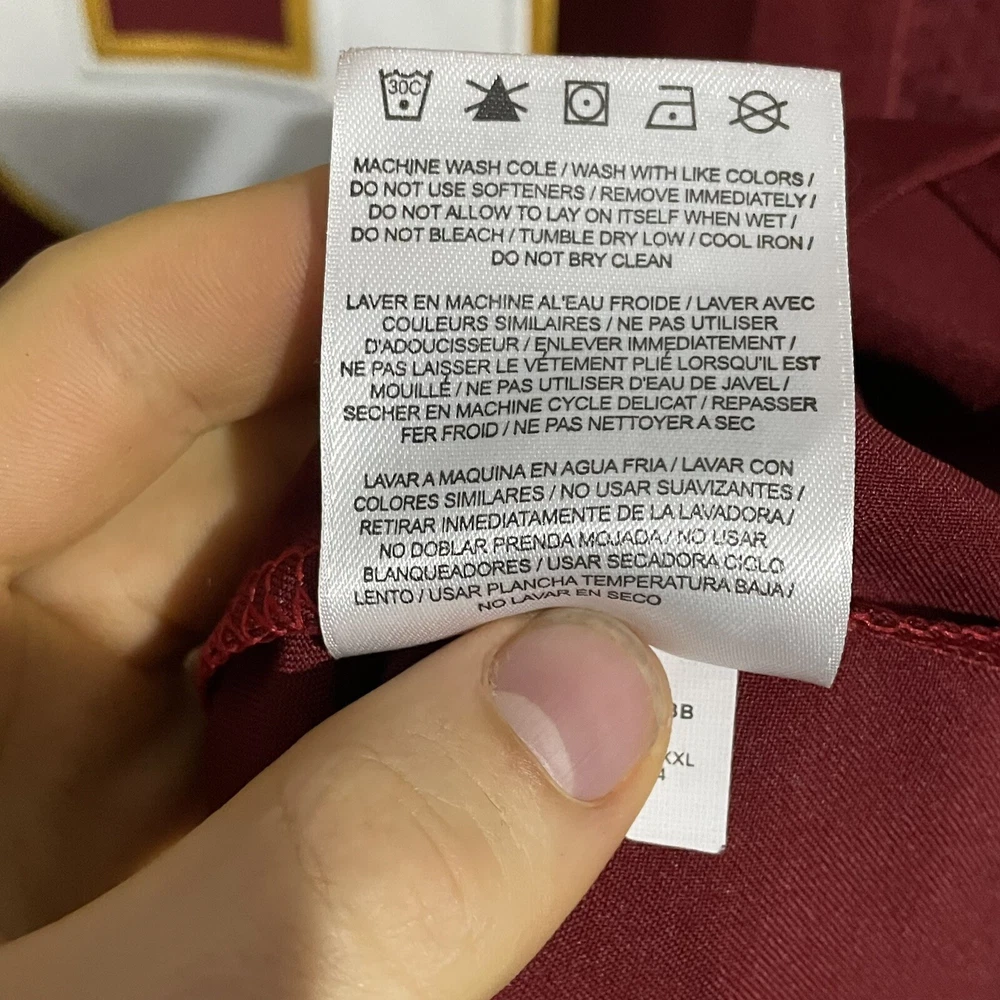 30C
MACHINE WASH COLE / WASH WITH LIKE COLORS /
DO NOT USE SOFTENERS / REMOVE IMMEDIATELY /
DO NOT ALLOW TO LAY ON ITSELF WHEN WET /
DO NOT BLEACH / TUMBLE DRY LOW / COOL IRON /
DO NOT BRY CLEAN
LAVER EN MACHINE AL'EAU FROIDE / LAVER AVEC
COULEURS SIMILAIRES / NE PAS UTILISER
D'ADOUCISSEUR / ENLEVER IMMEDIATEMENT /
NE PAS LAISSER LE VÉTEMENT PLIÉ LORSQU'IL EST
MOUILLÉ / NE PAS UTILISER D'EAU DE JAVEL /
SECHER EN MACHINE CYCLE DELICAT / REPASSER
FER FROID / NE PAS NETTOYER A SEC
LAVAR A MAQUINA EN AGUA FRIA / LAVAR CON
COLORES SIMILARES / NO USAR SUAVIZANTES /
RETIRAR INMEDIATAMENTE DE LA LAVADORA /
NO DOBLAR PRENDA MOJADA / NO USAR
BLANQUEADORES / USAR SECADORA CICLO
LENTO / USAR PLANCHA TEMPERATURA BAJA /
NO LAVAR EN SECO
XXL
4